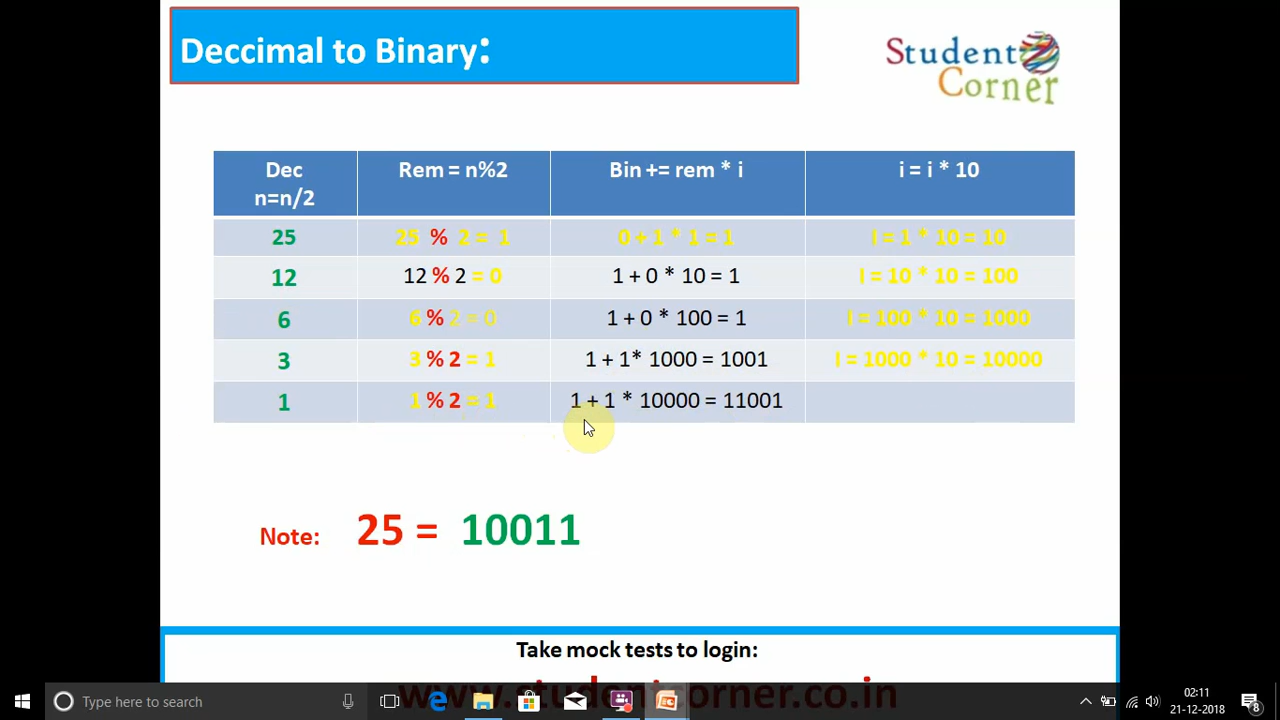 Deccimal to Binary:
Student
Corner
Dec
n=n/2
Rem = n%2
Bin += rem * i
i = i * 10
25
25 % 2 = 1
0 + 1 * 1 = 1
I = 1 * 10 = 10
12
12 % 2 = 0
1 + 0 * 10 = 1
I = 10 * 10 = 100
6
6 % 2 = 0
1 + 0 * 100 = 1
I = 100 * 10 = 1000
3
3 % 2 = 1
1 + 1* 1000 = 1001
I = 1000 * 10 = 10000
1
1 % 2 = 1
1 + 1 * 10000 = 11001
Note: 25 = 10011
Take mock tests to login:
www.studentcorner.co.in
Type here to search
02:11
21-12-2018
8